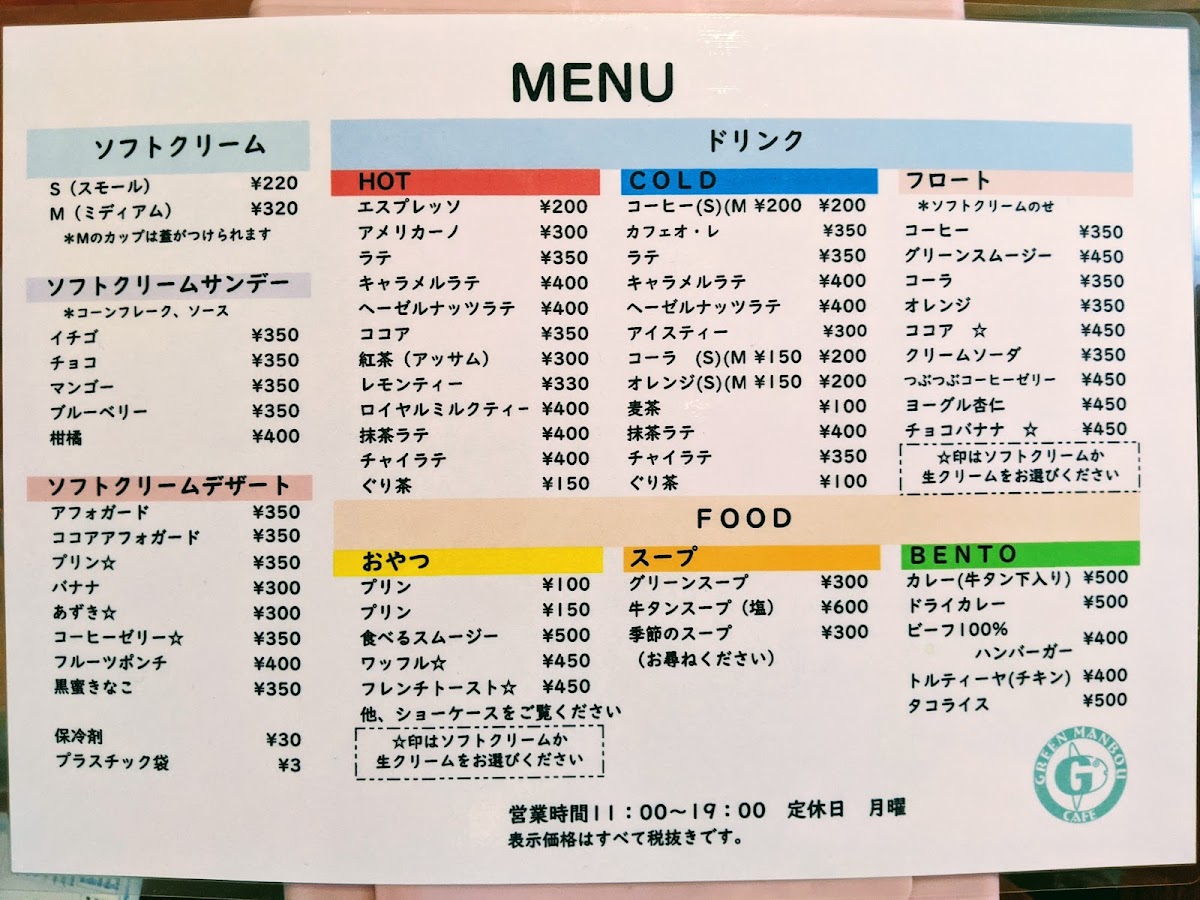 MENU
ソフトクリーム
S（スモール） ¥220
M（ミディアム） ¥320
＊Mのカップは蓋がつけられます
ソフトクリームサンデー
＊コーンフレーク、ソース
イチゴ ¥350
チョコ ¥350
マンゴー ¥350
ブルーベリー ¥350
柑橘 ¥400
ソフトクリームデザート
アフォガード ¥350
ココアアフォガード ¥350
プリン☆ ¥350
バナナ ¥300
あずき☆ ¥300
コーヒーゼリー☆ ¥350
フルーツポンチ ¥400
黒蜜きなこ ¥350
保冷剤 ¥30
プラスチック袋 ¥3
ドリンク
HOT
エスプレッソ ¥200
アメリカーノ ¥300
ラテ ¥350
キャラメルラテ ¥400
ヘーゼルナッツラテ ¥400
ココア ¥350
紅茶（アッサム） ¥300
レモンティー ¥330
ロイヤルミルクティー ¥400
抹茶ラテ ¥400
チャイラテ ¥400
ぐり茶 ¥150
COLD
コーヒー(S)(M ¥200 ¥200
カフェオ・レ ¥350
ラテ ¥350
キャラメルラテ ¥400
ヘーゼルナッツラテ ¥400
アイスティー ¥300
コーラ (S)(M ¥150 ¥200
オレンジ(S)(M ¥150 ¥200
麦茶 ¥100
抹茶ラテ ¥400
チャイラテ ¥350
ぐり茶 ¥100
フロート
＊ソフトクリームのせ
コーヒー ¥350
グリーンスムージー ¥450
コーラ ¥350
オレンジ ¥350
ココア ☆ ¥450
クリームソーダ ¥350
つぶつぶコーヒーゼリー ¥450
ヨーグル杏仁 ¥450
チョコバナナ ☆ ¥450
☆印はソフトクリームか
生クリームをお選びください
FOOD
おやつ
プリン ¥100
プリン ¥150
食べるスムージー ¥500
ワッフル☆ ¥450
フレンチトースト☆ ¥450
他、ショーケースをご覧ください
☆印はソフトクリームか
生クリームをお選びください
スープ
グリーンスープ ¥300
牛タンスープ（塩） ¥600
季節のスープ ¥300
（お尋ねください）
BENTO
カレー(牛タン下入り) ¥500
ドライカレー ¥500
ビーフ100%
ハンバーガー ¥400
トルティーヤ(チキン) ¥400
タコライス ¥500
GREEN MANBOU
G
CAFE
営業時間11：00〜19：00 定休日 月曜
表示価格はすべて税抜きです。